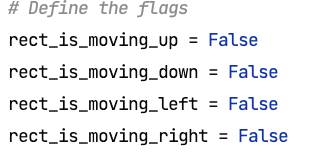 # Define the flags
rect_is_moving_up = False
rect_is_moving_down = False
rect_is_moving_left = False
rect_is_moving_right = False